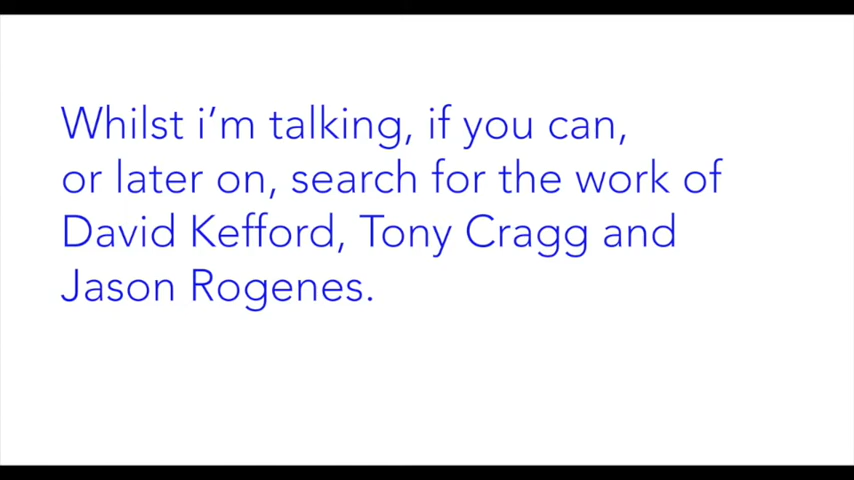 Whilst i'm talking, if you can,
or later on, search for the work of
David Kefford, Tony Cragg and
Jason Rogenes.